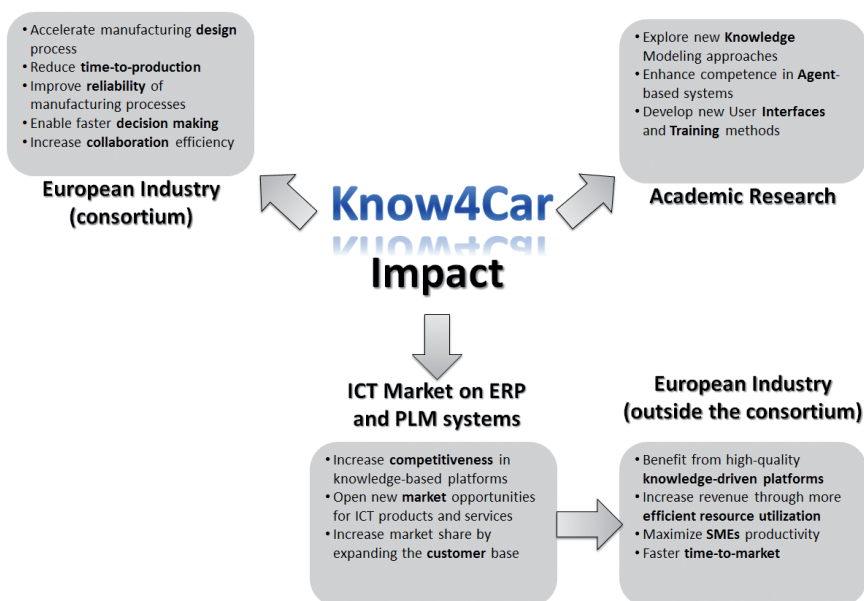 • Accelerate manufacturing design
process
• Reduce time-to-production
• Improve reliability of
manufacturing processes
• Enable faster decision making
• Increase collaboration efficiency
European Industry
(consortium)
• Explore new Knowledge
Modeling approaches
• Enhance competence in Agent-
based systems
• Develop new User Interfaces
and Training methods
Academic Research
Know4Car
Impact
ICT Market on ERP
and PLM systems
• Increase competitiveness in
knowledge-based platforms
• Open new market opportunities
for ICT products and services
• Increase market share by
expanding the customer base
European Industry
(outside the consortium)
• Benefit from high-quality
knowledge-driven platforms
• Increase revenue through more
efficient resource utilization
• Maximize SMEs productivity
• Faster time-to-market